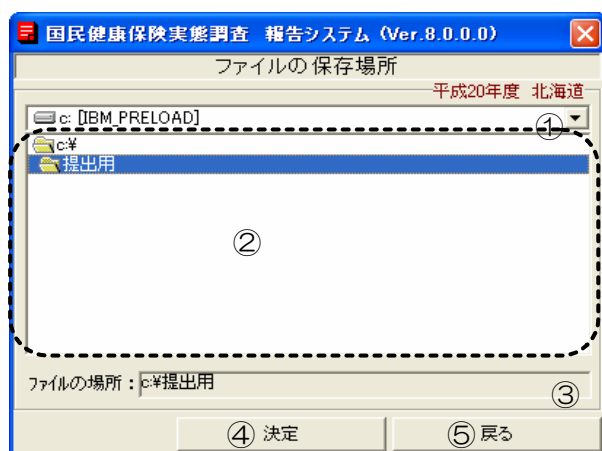 国民健康保険実態調査 報告システム (Ver.8.0.0.0)
ファイルの保存場所
平成20年度 北海道
c: [IBM_PRELOAD]
①
c:¥
提出用
②
ファイルの場所：c:¥提出用
③
④ 決定
⑤ 戻る